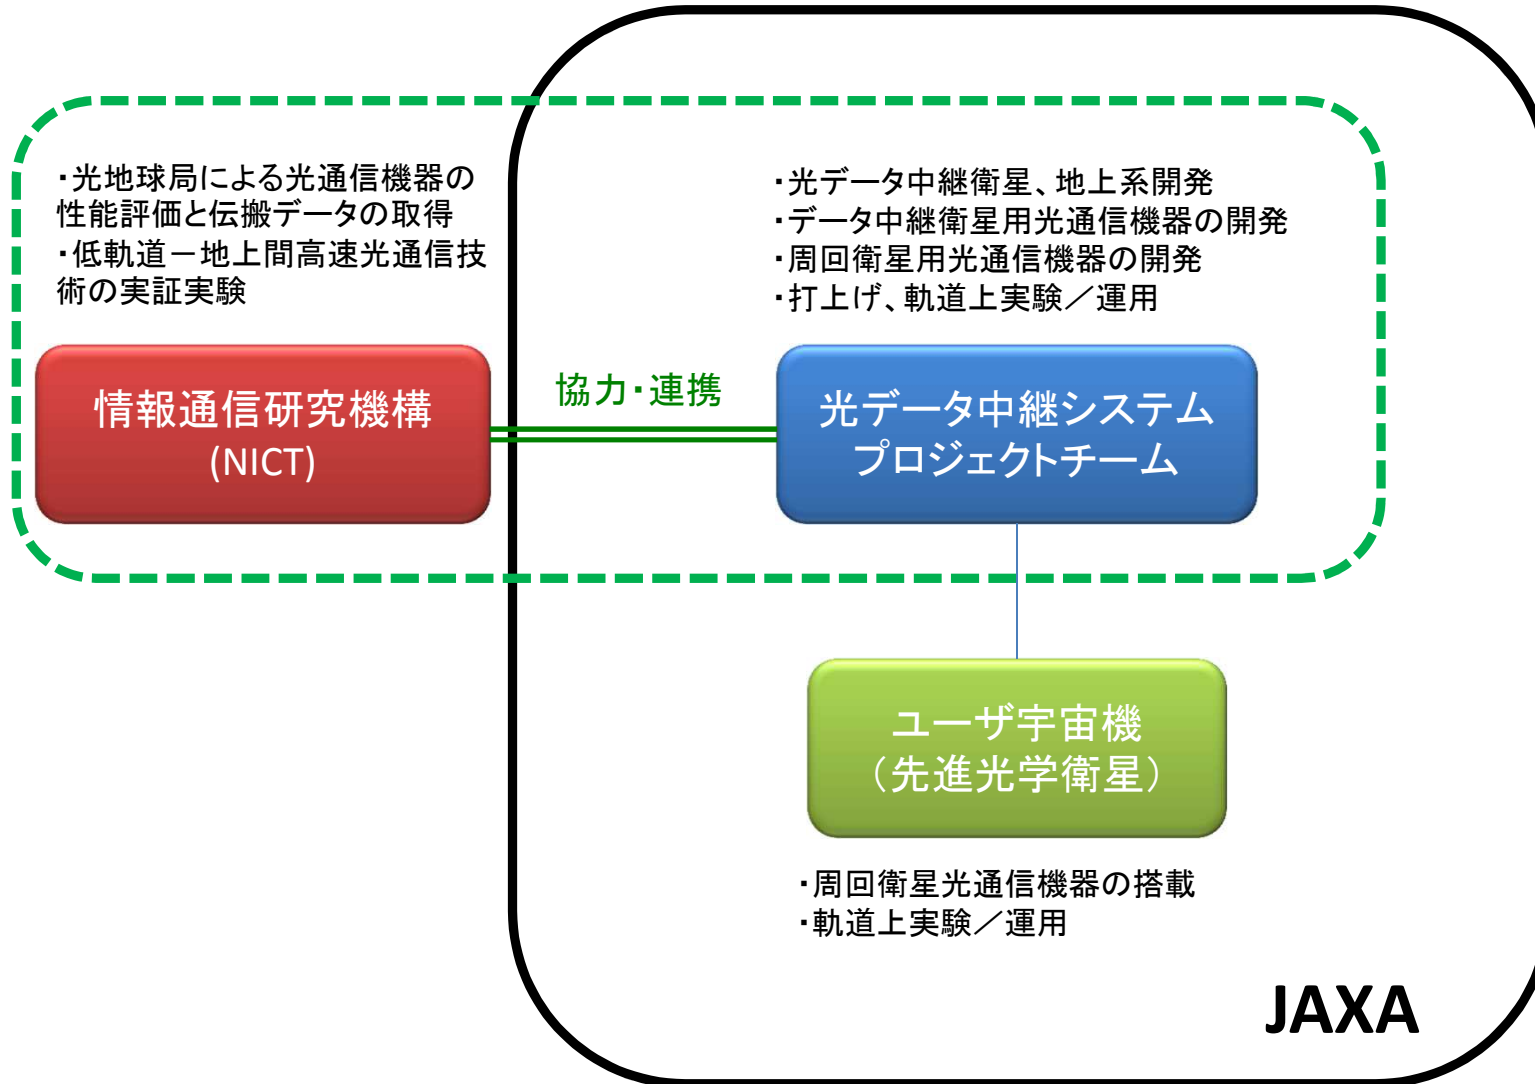 ・光地球局による光通信機器の
性能評価と伝搬データの取得
・低軌道－地上間高速光通信技
術の実証実験
・光データ中継衛星、地上系開発
・データ中継衛星用光通信機器の開発
・周回衛星用光通信機器の開発
・打上げ、軌道上実験／運用
情報通信研究機構
(NICT)
協力・連携
光データ中継システム
プロジェクトチーム
ユーザ宇宙機
（先進光学衛星）
・周回衛星光通信機器の搭載
・軌道上実験／運用
JAXA